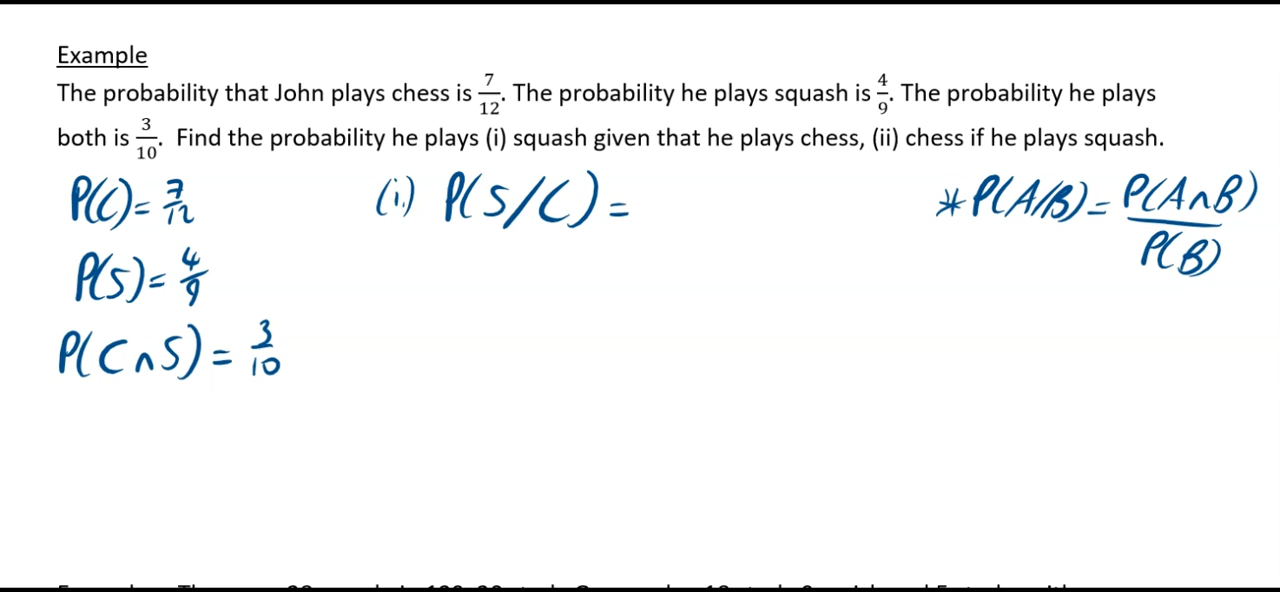 Example
The probability that John plays chess is 7/12. The probability he plays squash is 4/9. The probability he plays
both is 3/10. Find the probability he plays (i) squash given that he plays chess, (ii) chess if he plays squash.
P(C) = 7/12
(i.) P(S/C) =
* P(A/B) = P(A∩B)/P(B)
P(S) = 4/9
P(C∩S) = 3/10